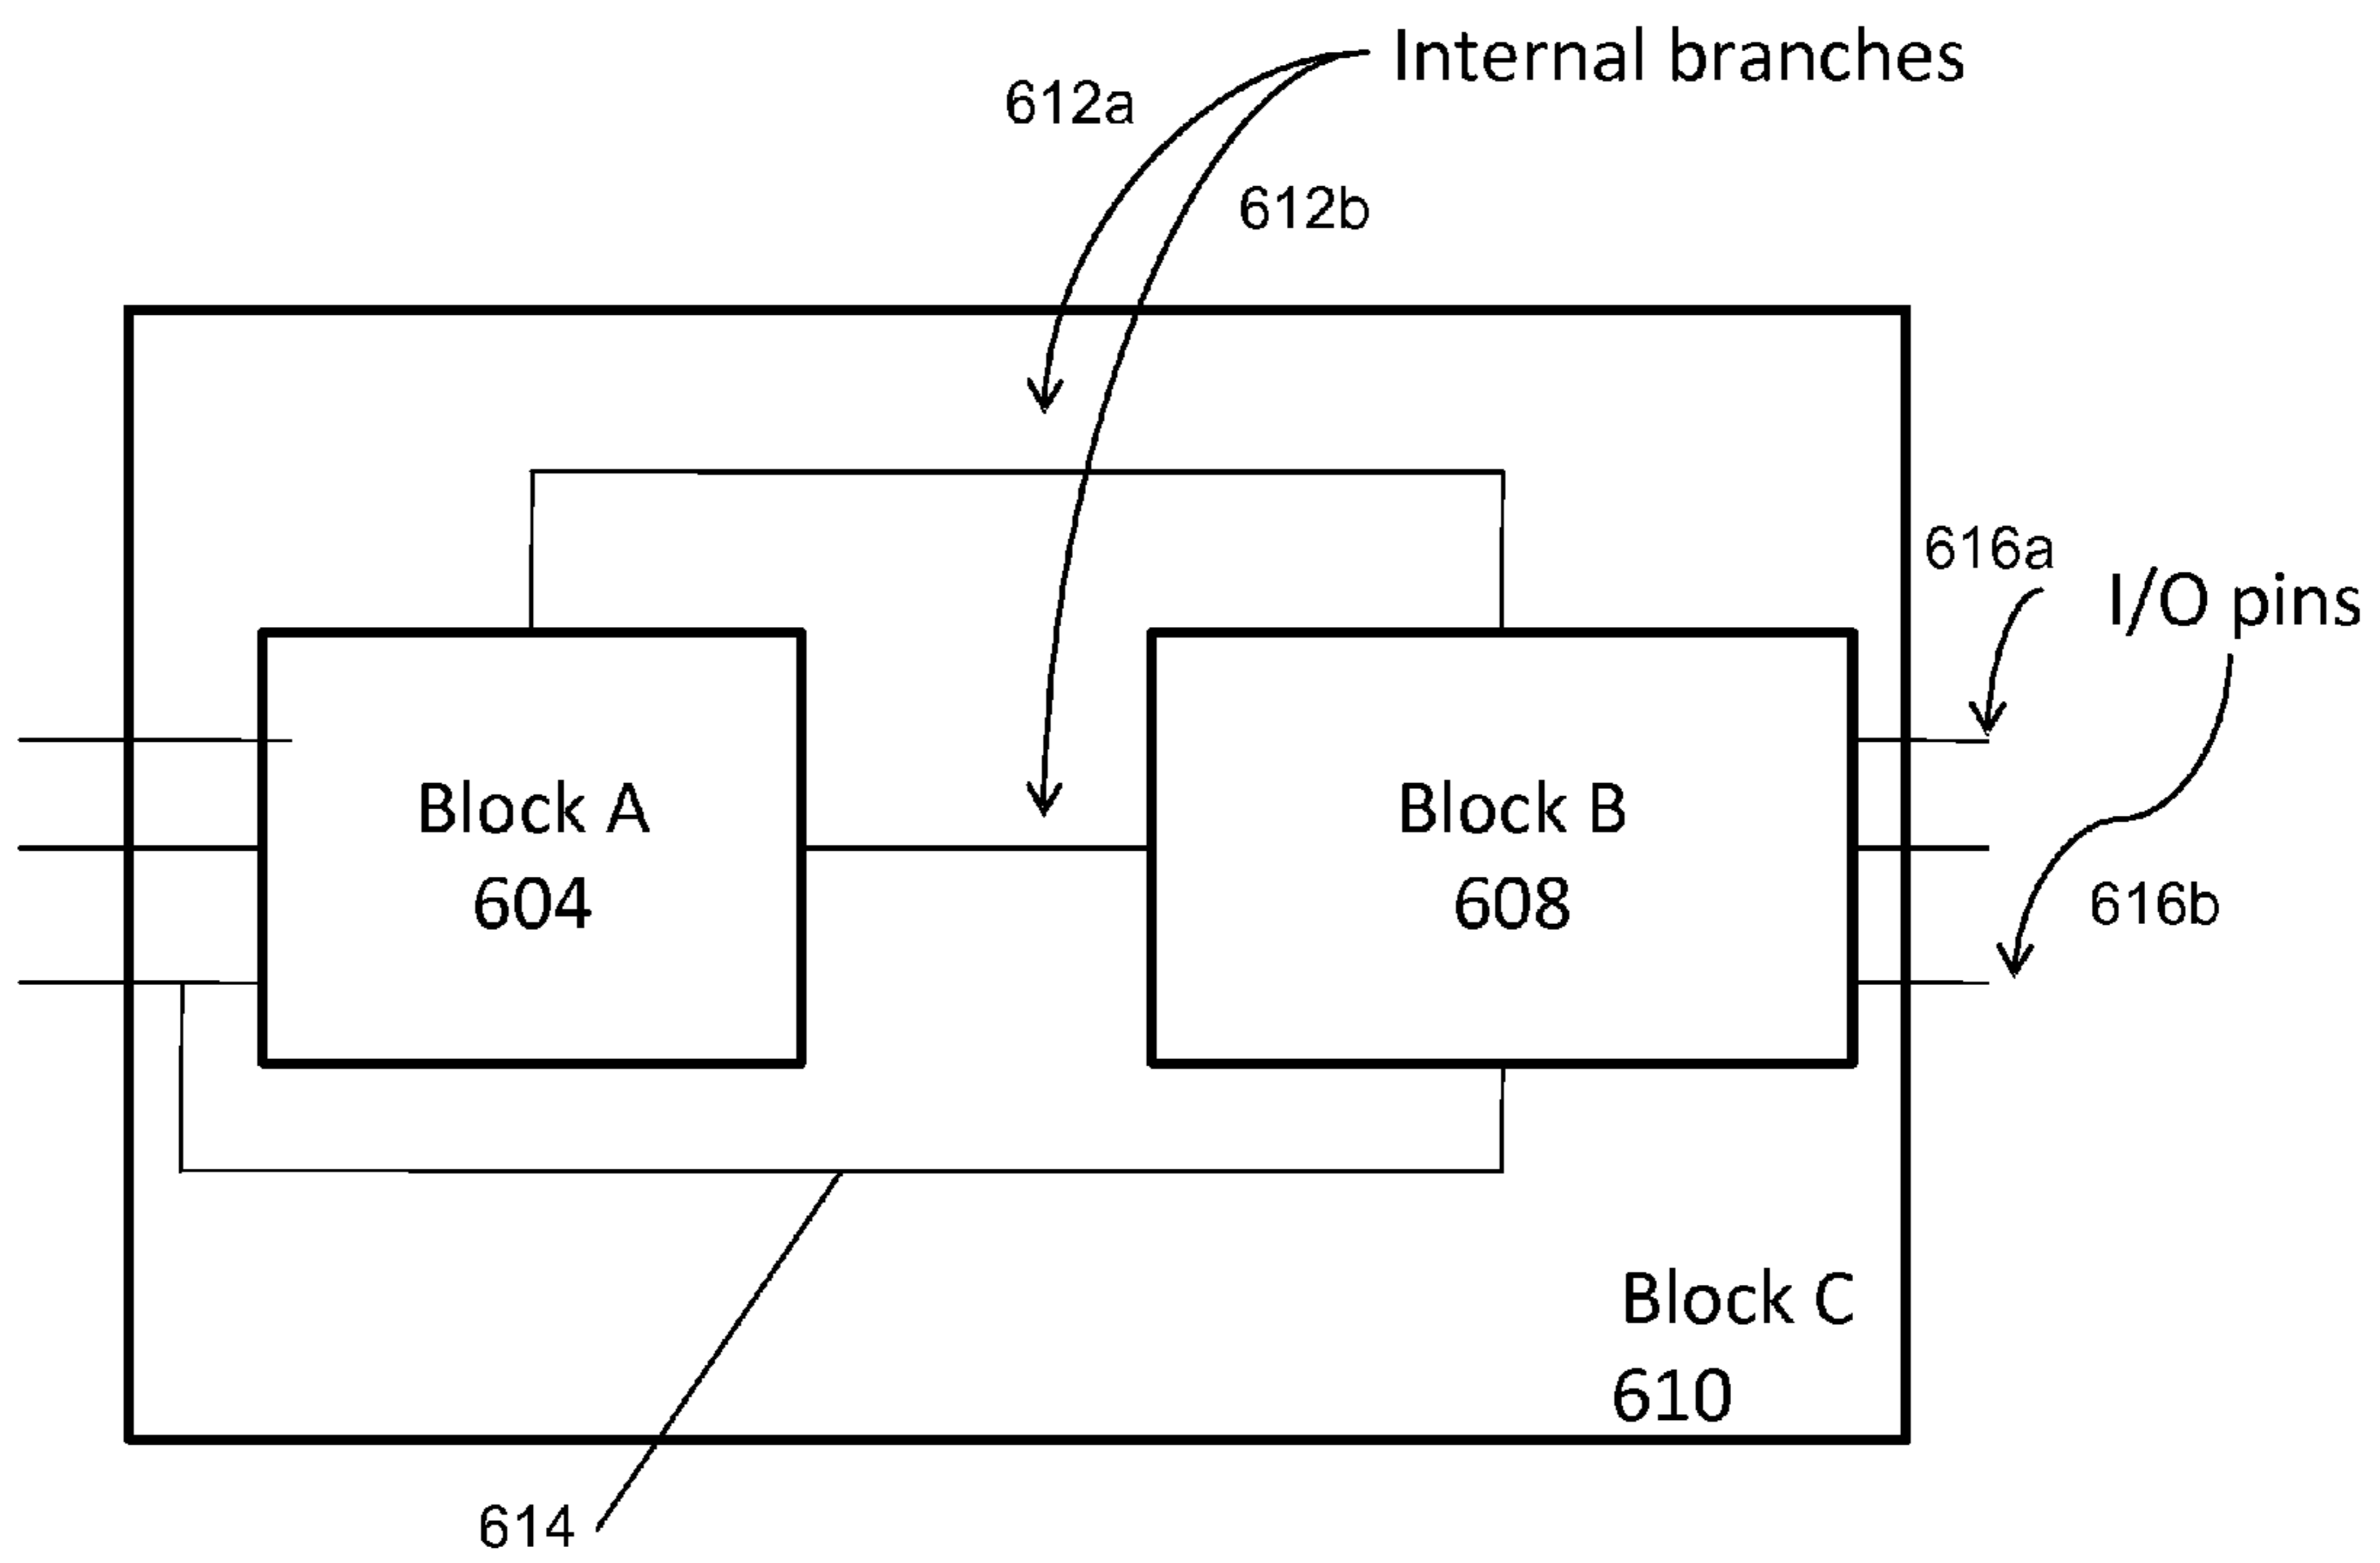 Internal branches
612a
612b
616a
I/O pins
Block A
604
Block B
608
616b
Block C
610
614